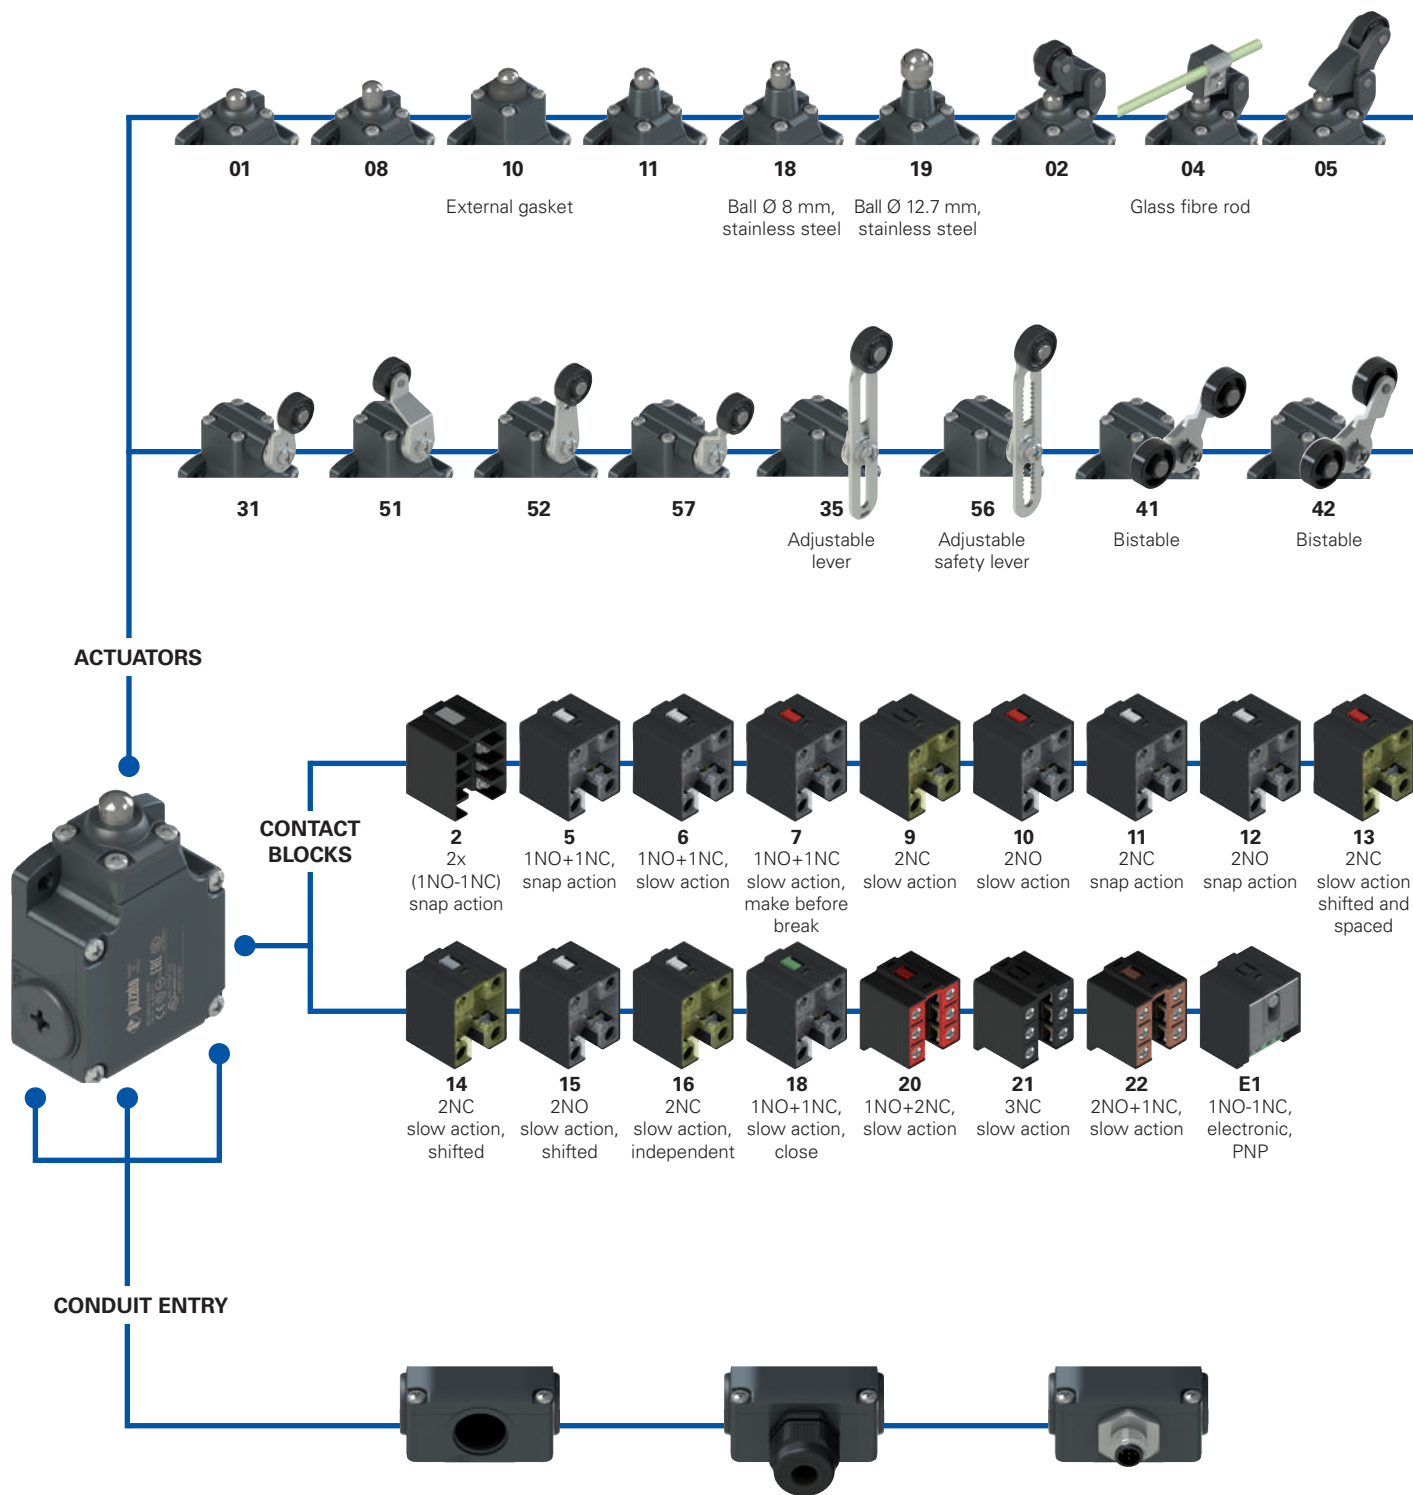 01 08 10 11 18 19 02 04 05
External gasket Ball Ø 8 mm, Ball Ø 12.7 mm, Glass fibre rod
stainless steel stainless steel
31 51 52 57 35 56 41 42
Adjustable Adjustable Bistable Bistable
lever safety lever
ACTUATORS
CONTACT
BLOCKS
2 5 6 7 9 10 11 12 13
2x 1NO+1NC, 1NO+1NC, 1NO+1NC 2NC 2NO 2NC 2NO 2NC
(1NO-1NC) snap action slow action slow action, slow action slow action snap action snap action slow action
snap action make before shifted and
break spaced
pizzato
EAC
14 15 16 18 20 21 22 E1
2NC 2NO 2NC 1NO+1NC, 1NO+2NC, 3NC 2NO+1NC, 1NO-1NC,
slow action, slow action, slow action, slow action, slow action slow action slow action electronic,
shifted shifted independent close PNP
CONDUIT ENTRY